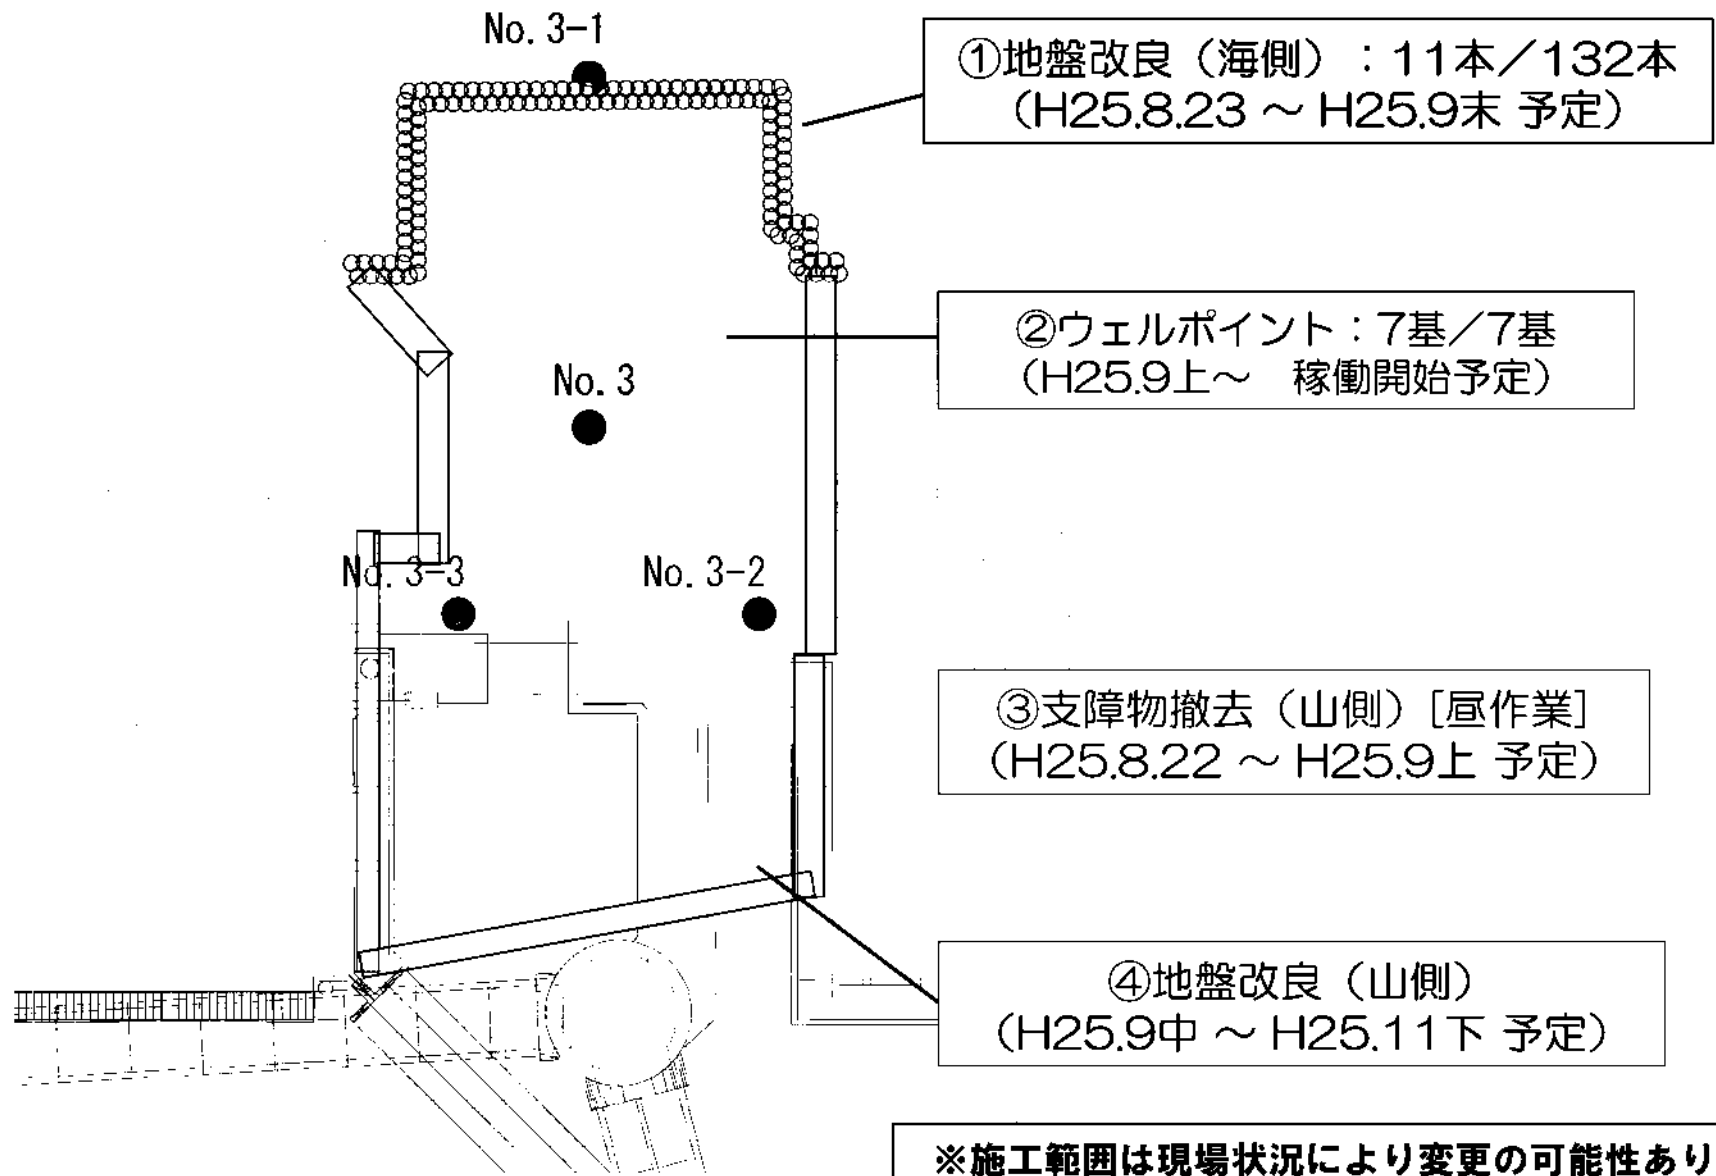 No. 3-1
①地盤改良（海側）：11本／132本
（H25.8.23 ～ H25.9末 予定）
②ウェルポイント：7基／7基
（H25.9上～　稼働開始予定）
No. 3
No. 3-3
No. 3-2
③支障物撤去（山側）［昼作業］
（H25.8.22 ～ H25.9上 予定）
④地盤改良（山側）
（H25.9中 ～ H25.11下 予定）
※施工範囲は現場状況により変更の可能性あり